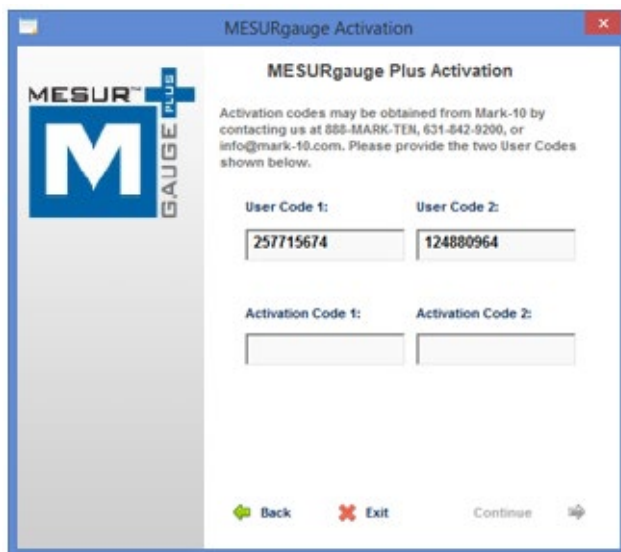 MESURgauge Activation
MESURgauge Plus Activation
MESUR™
PLUS
M
GAUGE
Activation codes may be obtained from Mark-10 by
contacting us at 888-MARK-TEN, 631-842-9200, or
info@mark-10.com. Please provide the two User Codes
shown below.
User Code 1: User Code 2:
257715674 124880964
Activation Code 1: Activation Code 2:
Back Exit Continue